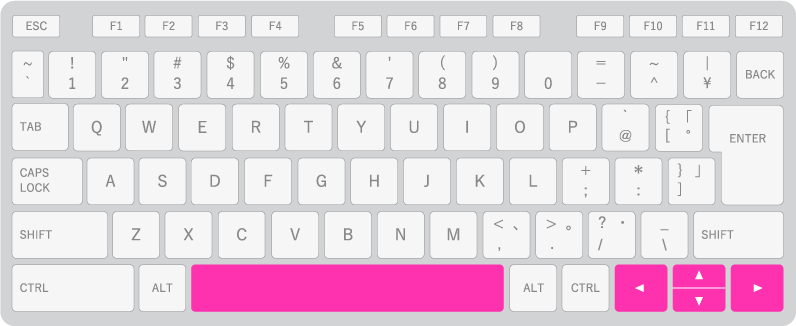 ESC F1 F2 F3 F4 F5 F6 F7 F8 F9 F10 F11 F12
~ ! " # $ % & ' ( ) = ~ |
` 1 2 3 4 5 6 7 8 9 0 − ^ ¥ BACK
TAB Q W E R T Y U I O P ` { 「 ENTER
@ [ °
CAPS A S D F G H J K L + * } 」
LOCK ; : ]
SHIFT Z X C V B N M < 、 > 。 ? ・ _ SHIFT
, . / \
CTRL ALT ALT CTRL ◄ ▲ ►
▼